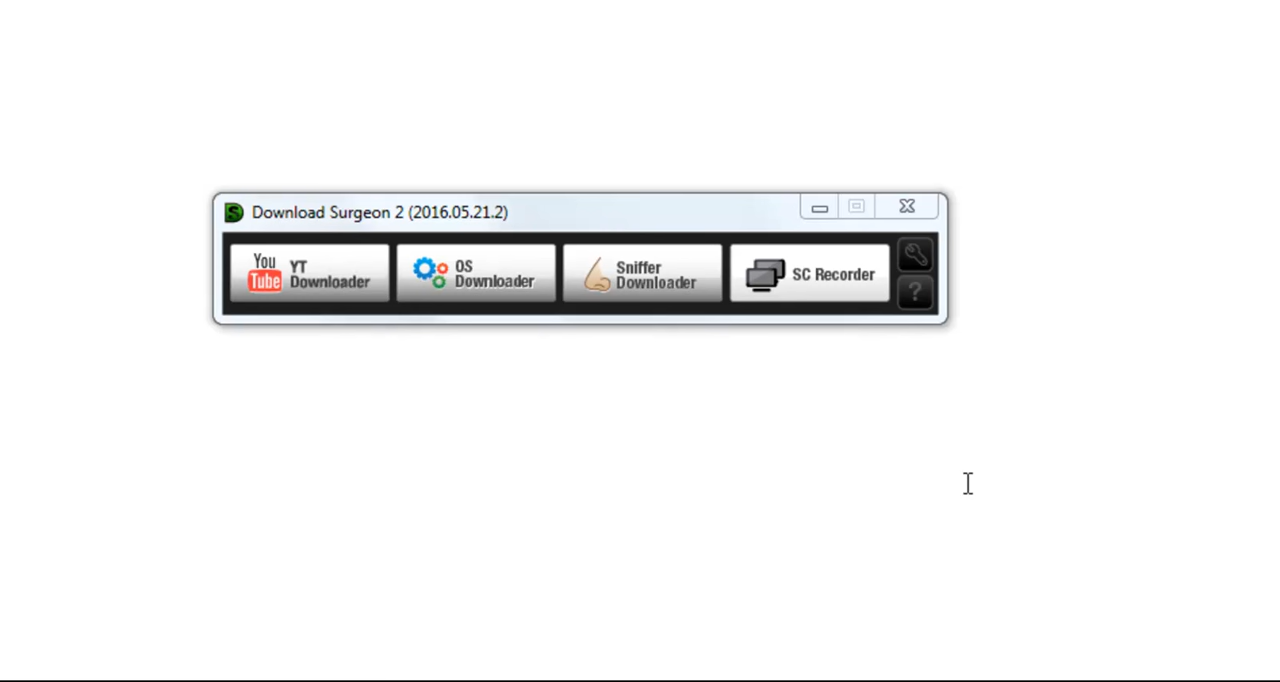 Download Surgeon 2 (2016.05.21.2)
You
Tube
YT
Downloader
OS
Downloader
Sniffer
Downloader
SC Recorder
?